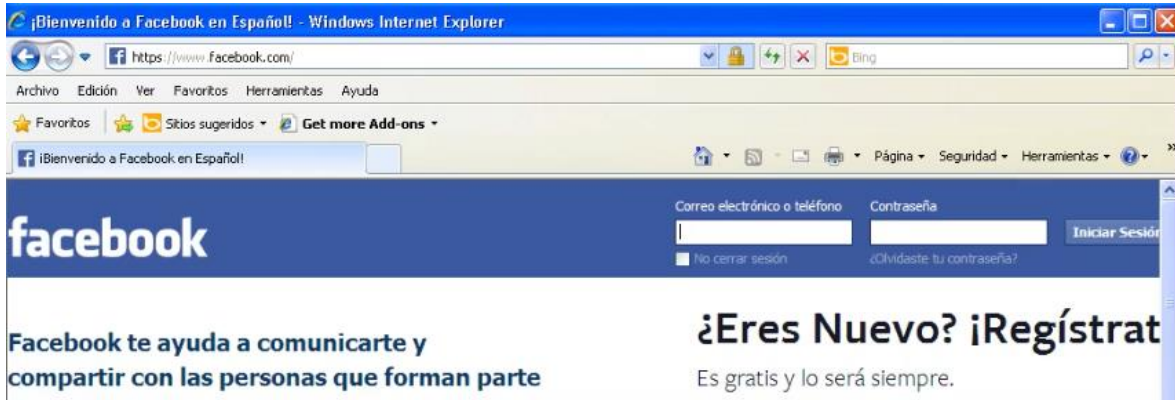 ¡Bienvenido a Facebook en Español! - Windows Internet Explorer
https://www.facebook.com/
Bing
Archivo Edición Ver Favoritos Herramientas Ayuda
Favoritos Sitios sugeridos Get more Add-ons
¡Bienvenido a Facebook en Español!
Página Seguridad Herramientas
facebook
Correo electrónico o teléfono Contraseña
Iniciar Sesión
No cerrar sesión ¿Olvidaste tu contraseña?
Facebook te ayuda a comunicarte y
compartir con las personas que forman parte
¿Eres Nuevo? ¡Regístrat
Es gratis y lo será siempre.